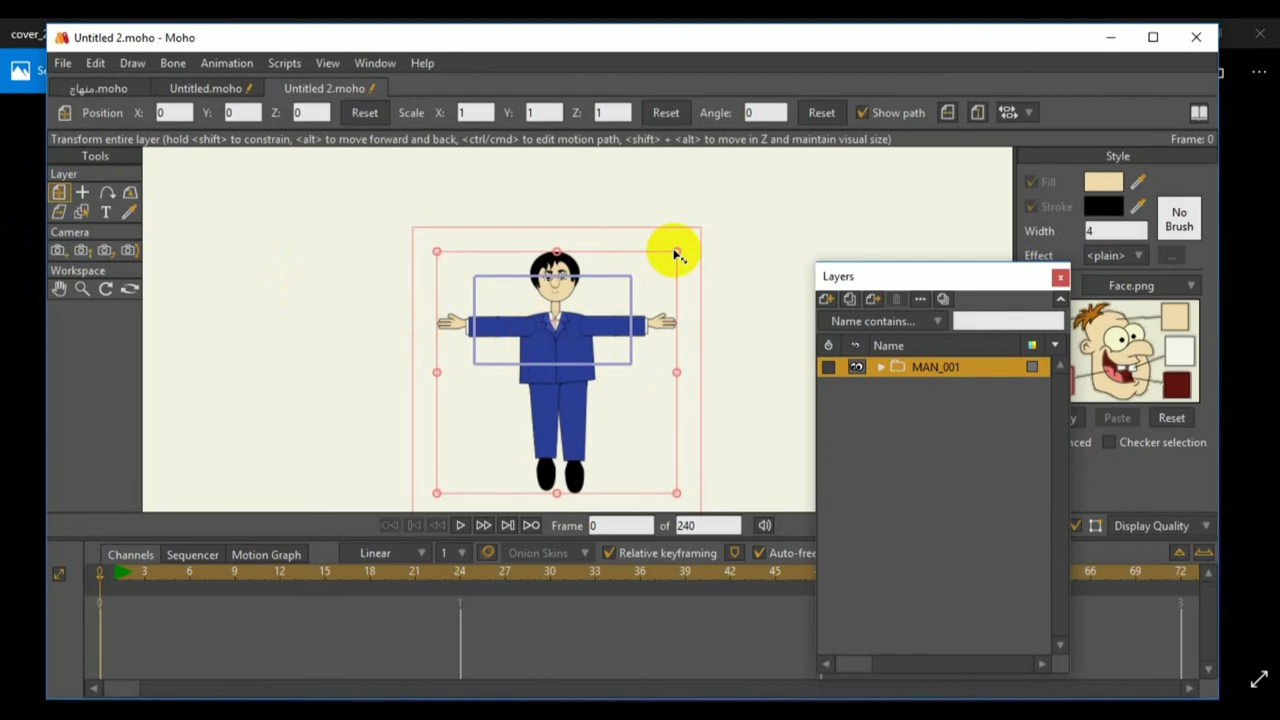 cover_2
Untitled 2.moho - Moho
File Edit Draw Bone Animation Scripts View Window Help
منهاج.moho Untitled.moho Untitled 2.moho
Position X: 0 Y: 0 Z: 0 Reset Scale X: 1 Y: 1 Z: 1 Reset Angle: 0 Reset Show path
Transform entire layer (hold <shift> to constrain, <alt> to move forward and back, <ctrl/cmd> to edit motion path, <shift> + <alt> to move in Z and maintain visual size) Frame: 0
Tools
Layer
T
Camera
Workspace
Style
Fill
Stroke
No
Brush
Width 4
Effect <plain> ...
Face.png
Paste Reset
Checker selection
Layers
Name contains...
Name
MAN_001
Frame 0 of 240
Display Quality
Channels Sequencer Motion Graph Linear 1 Onion Skins Relative keyframing
0 3 6 9 12 15 18 21 24 27 30 33 36 39 42 45 66 69 72
0 1 3